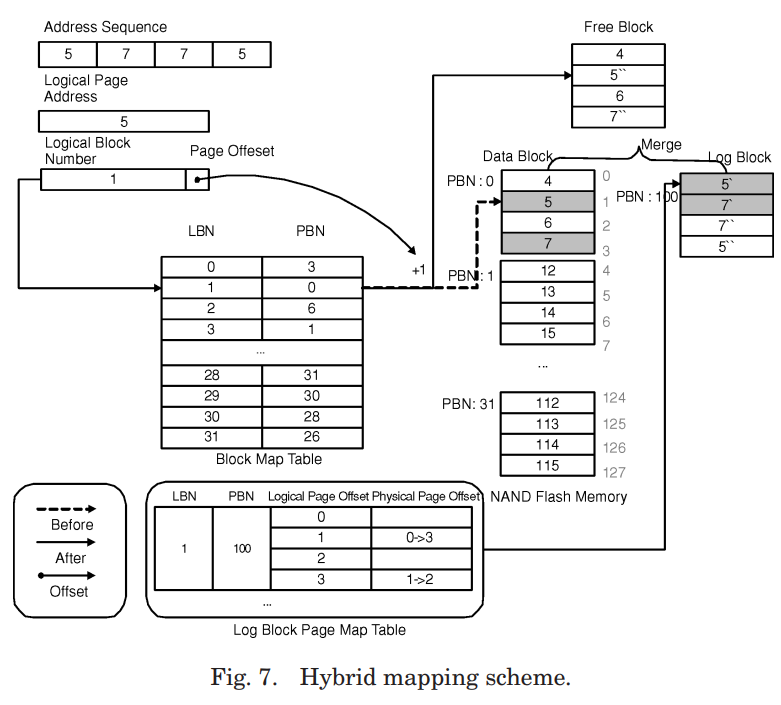 Address Sequence
5 7 7 5
Logical Page
Address
5
Logical Block
Number
Page Offeset
1
Free Block
4
5``
6
7``
Merge
Data Block
Log Block
PBN : 0
4 0
5 1
6 2
7 3
PBN : 100
5`
7`
7``
5``
+1
PBN : 1
12 4
13 5
14 6
15 7
...
PBN: 31
112 124
113 125
114 126
115 127
NAND Flash Memory
LBN PBN
0 3
1 0
2 6
3 1
...
28 31
29 30
30 28
31 26
Block Map Table
Before
After
Offset
LBN PBN Logical Page Offset Physical Page Offset
1 100
0
1 0->3
2
3 1->2
...
Log Block Page Map Table
Fig. 7. Hybrid mapping scheme.